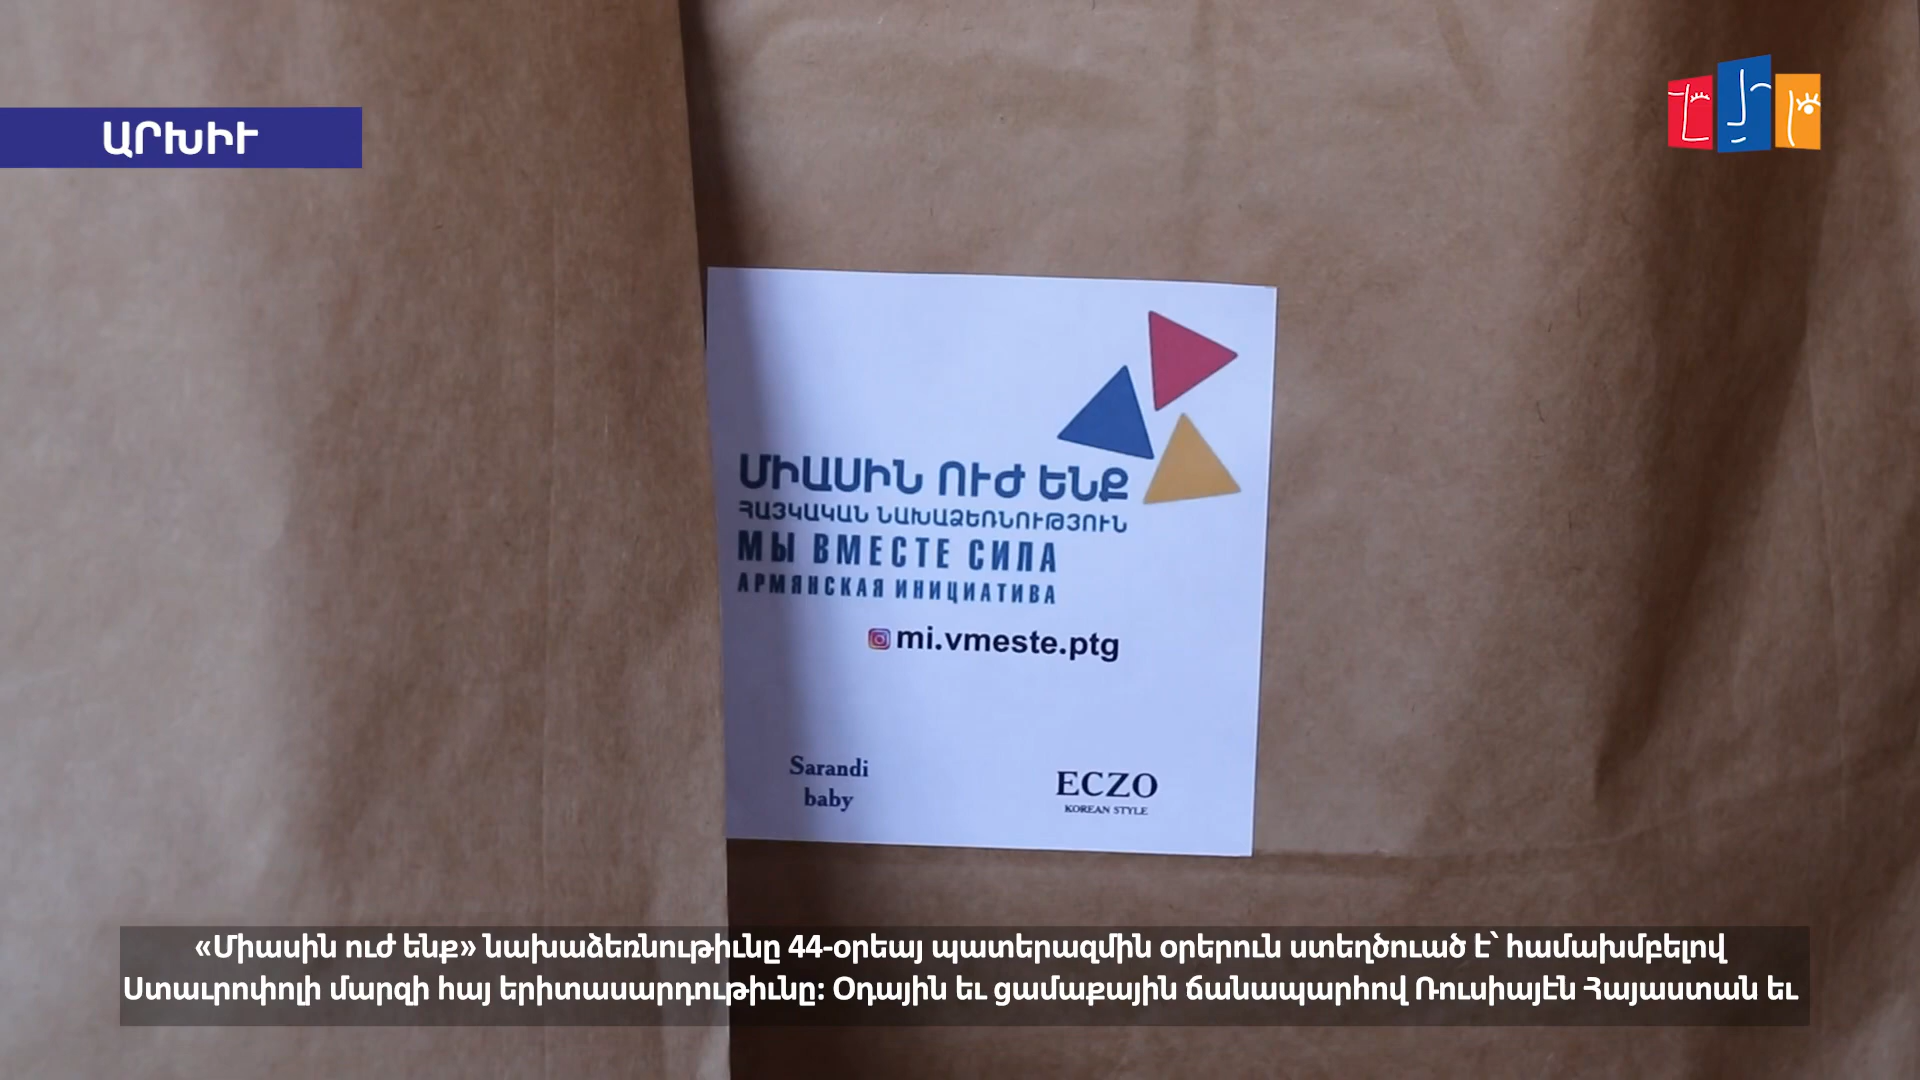 ԱՐԽԻՒ
ՄԻԱՍԻՆ ՈՒԺ ԵՆՔ
ՀԱՅԿԱԿԱՆ ՆԱԽԱՁԵՌՆՈՒԹՅՈՒՆ
МЫ ВМЕСТЕ СИЛА
АРМЯНСКАЯ ИНИЦИАТИВА
mi.vmeste.ptg
Sarandi
baby
ECZO
KOREAN STYLE
«Միասին ուժ ենք» նախաձեռնութիւնը 44-օրեայ պատերազմին օրերուն ստեղծուած է՝ համախմբելով
Ստաւրոփոլի մարզի հայ երիտասարդութիւնը։ Օդային եւ ցամաքային ճանապարհով Ռուսիայէն Հայաստան եւ